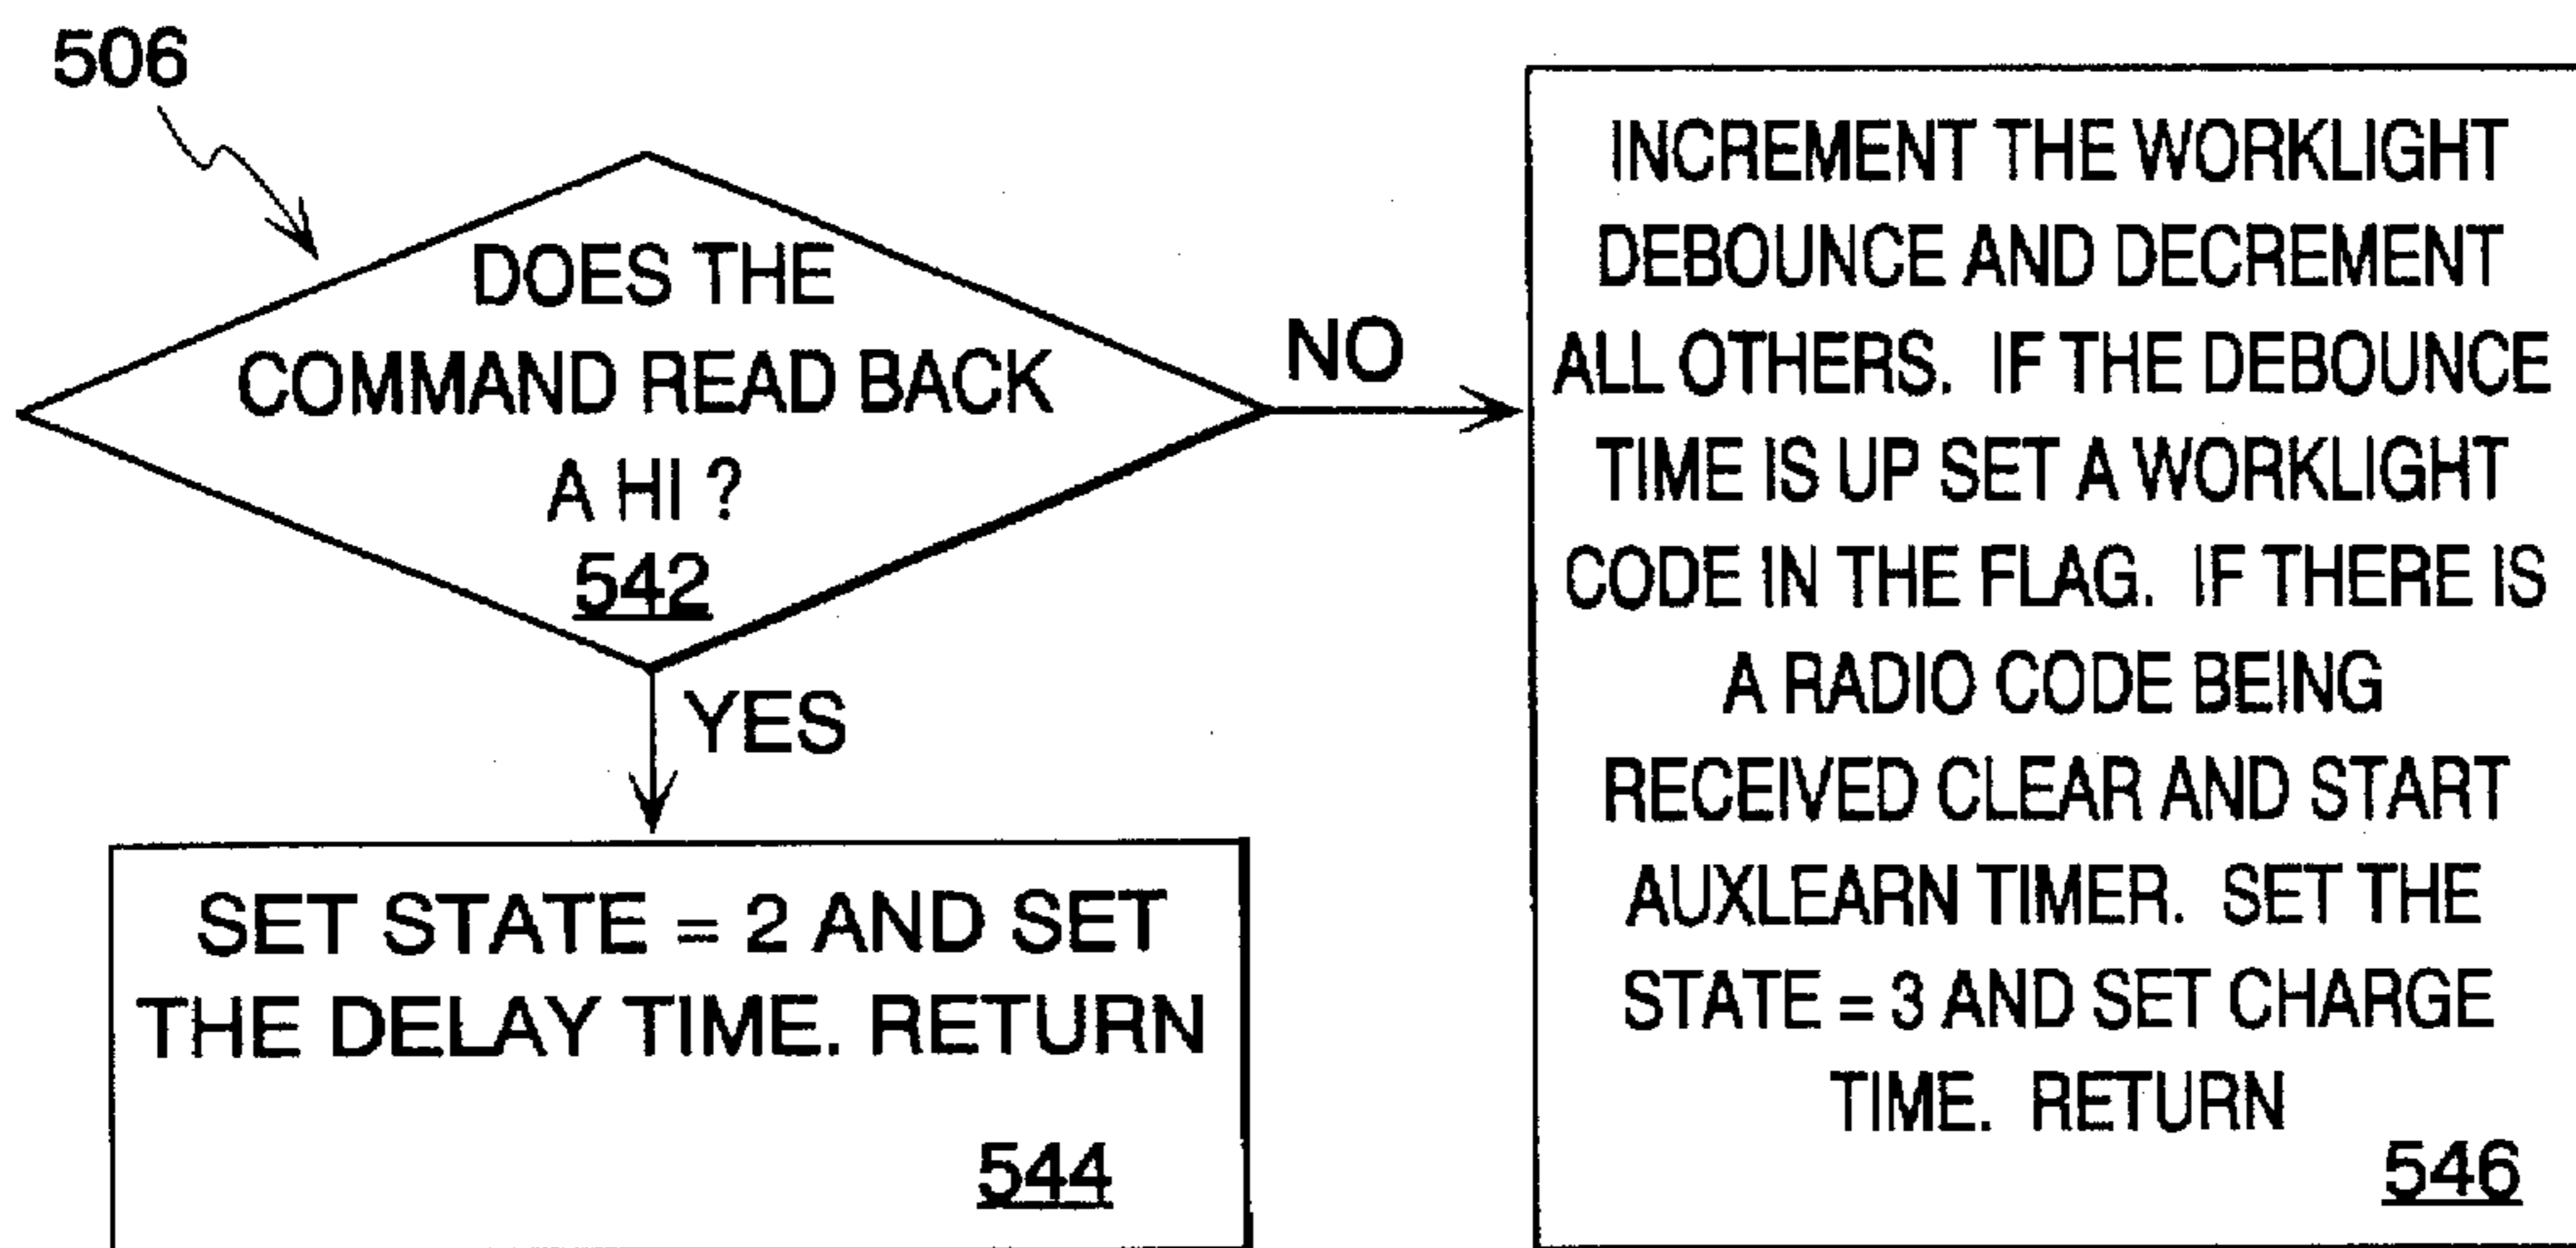 506
DOES THE
COMMAND READ BACK
A HI ?
542
NO
YES
SET STATE = 2 AND SET
THE DELAY TIME. RETURN
544
INCREMENT THE WORKLIGHT
DEBOUNCE AND DECREMENT
ALL OTHERS. IF THE DEBOUNCE
TIME IS UP SET A WORKLIGHT
CODE IN THE FLAG. IF THERE IS
A RADIO CODE BEING
RECEIVED CLEAR AND START
AUXLEARN TIMER. SET THE
STATE = 3 AND SET CHARGE
TIME. RETURN
546